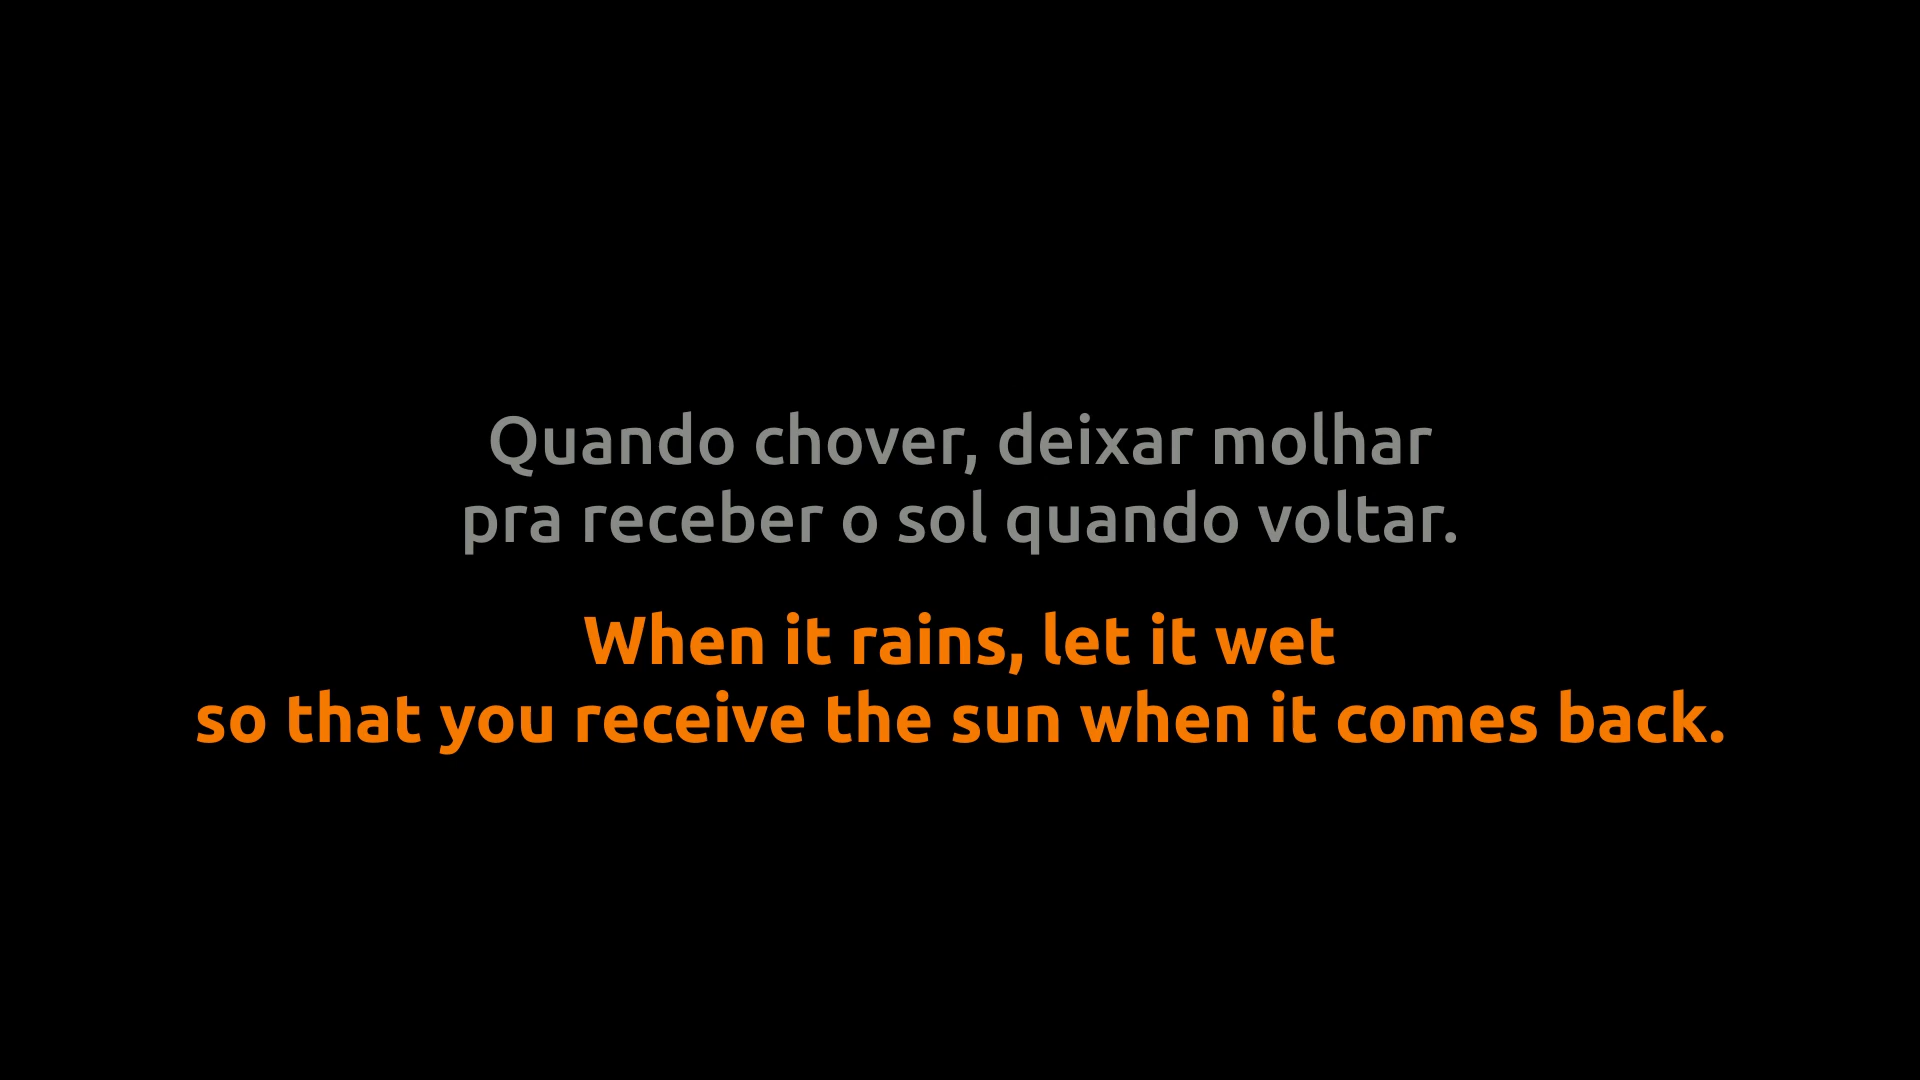 Quando chover, deixar molhar
pra receber o sol quando voltar.
When it rains, let it wet
so that you receive the sun when it comes back.